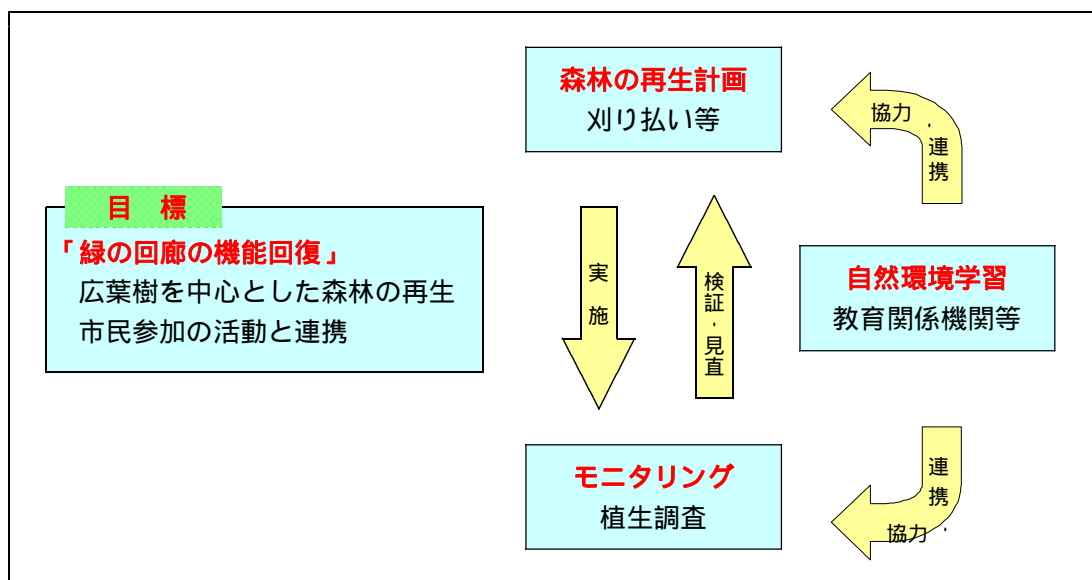 森林の再生計画
刈り払い等
協力・連携
目 標
「緑の回廊の機能回復」
広葉樹を中心とした森林の再生
市民参加の活動と連携
実施
検証・見直
自然環境学習
教育関係機関等
モニタリング
植生調査
連携・協力